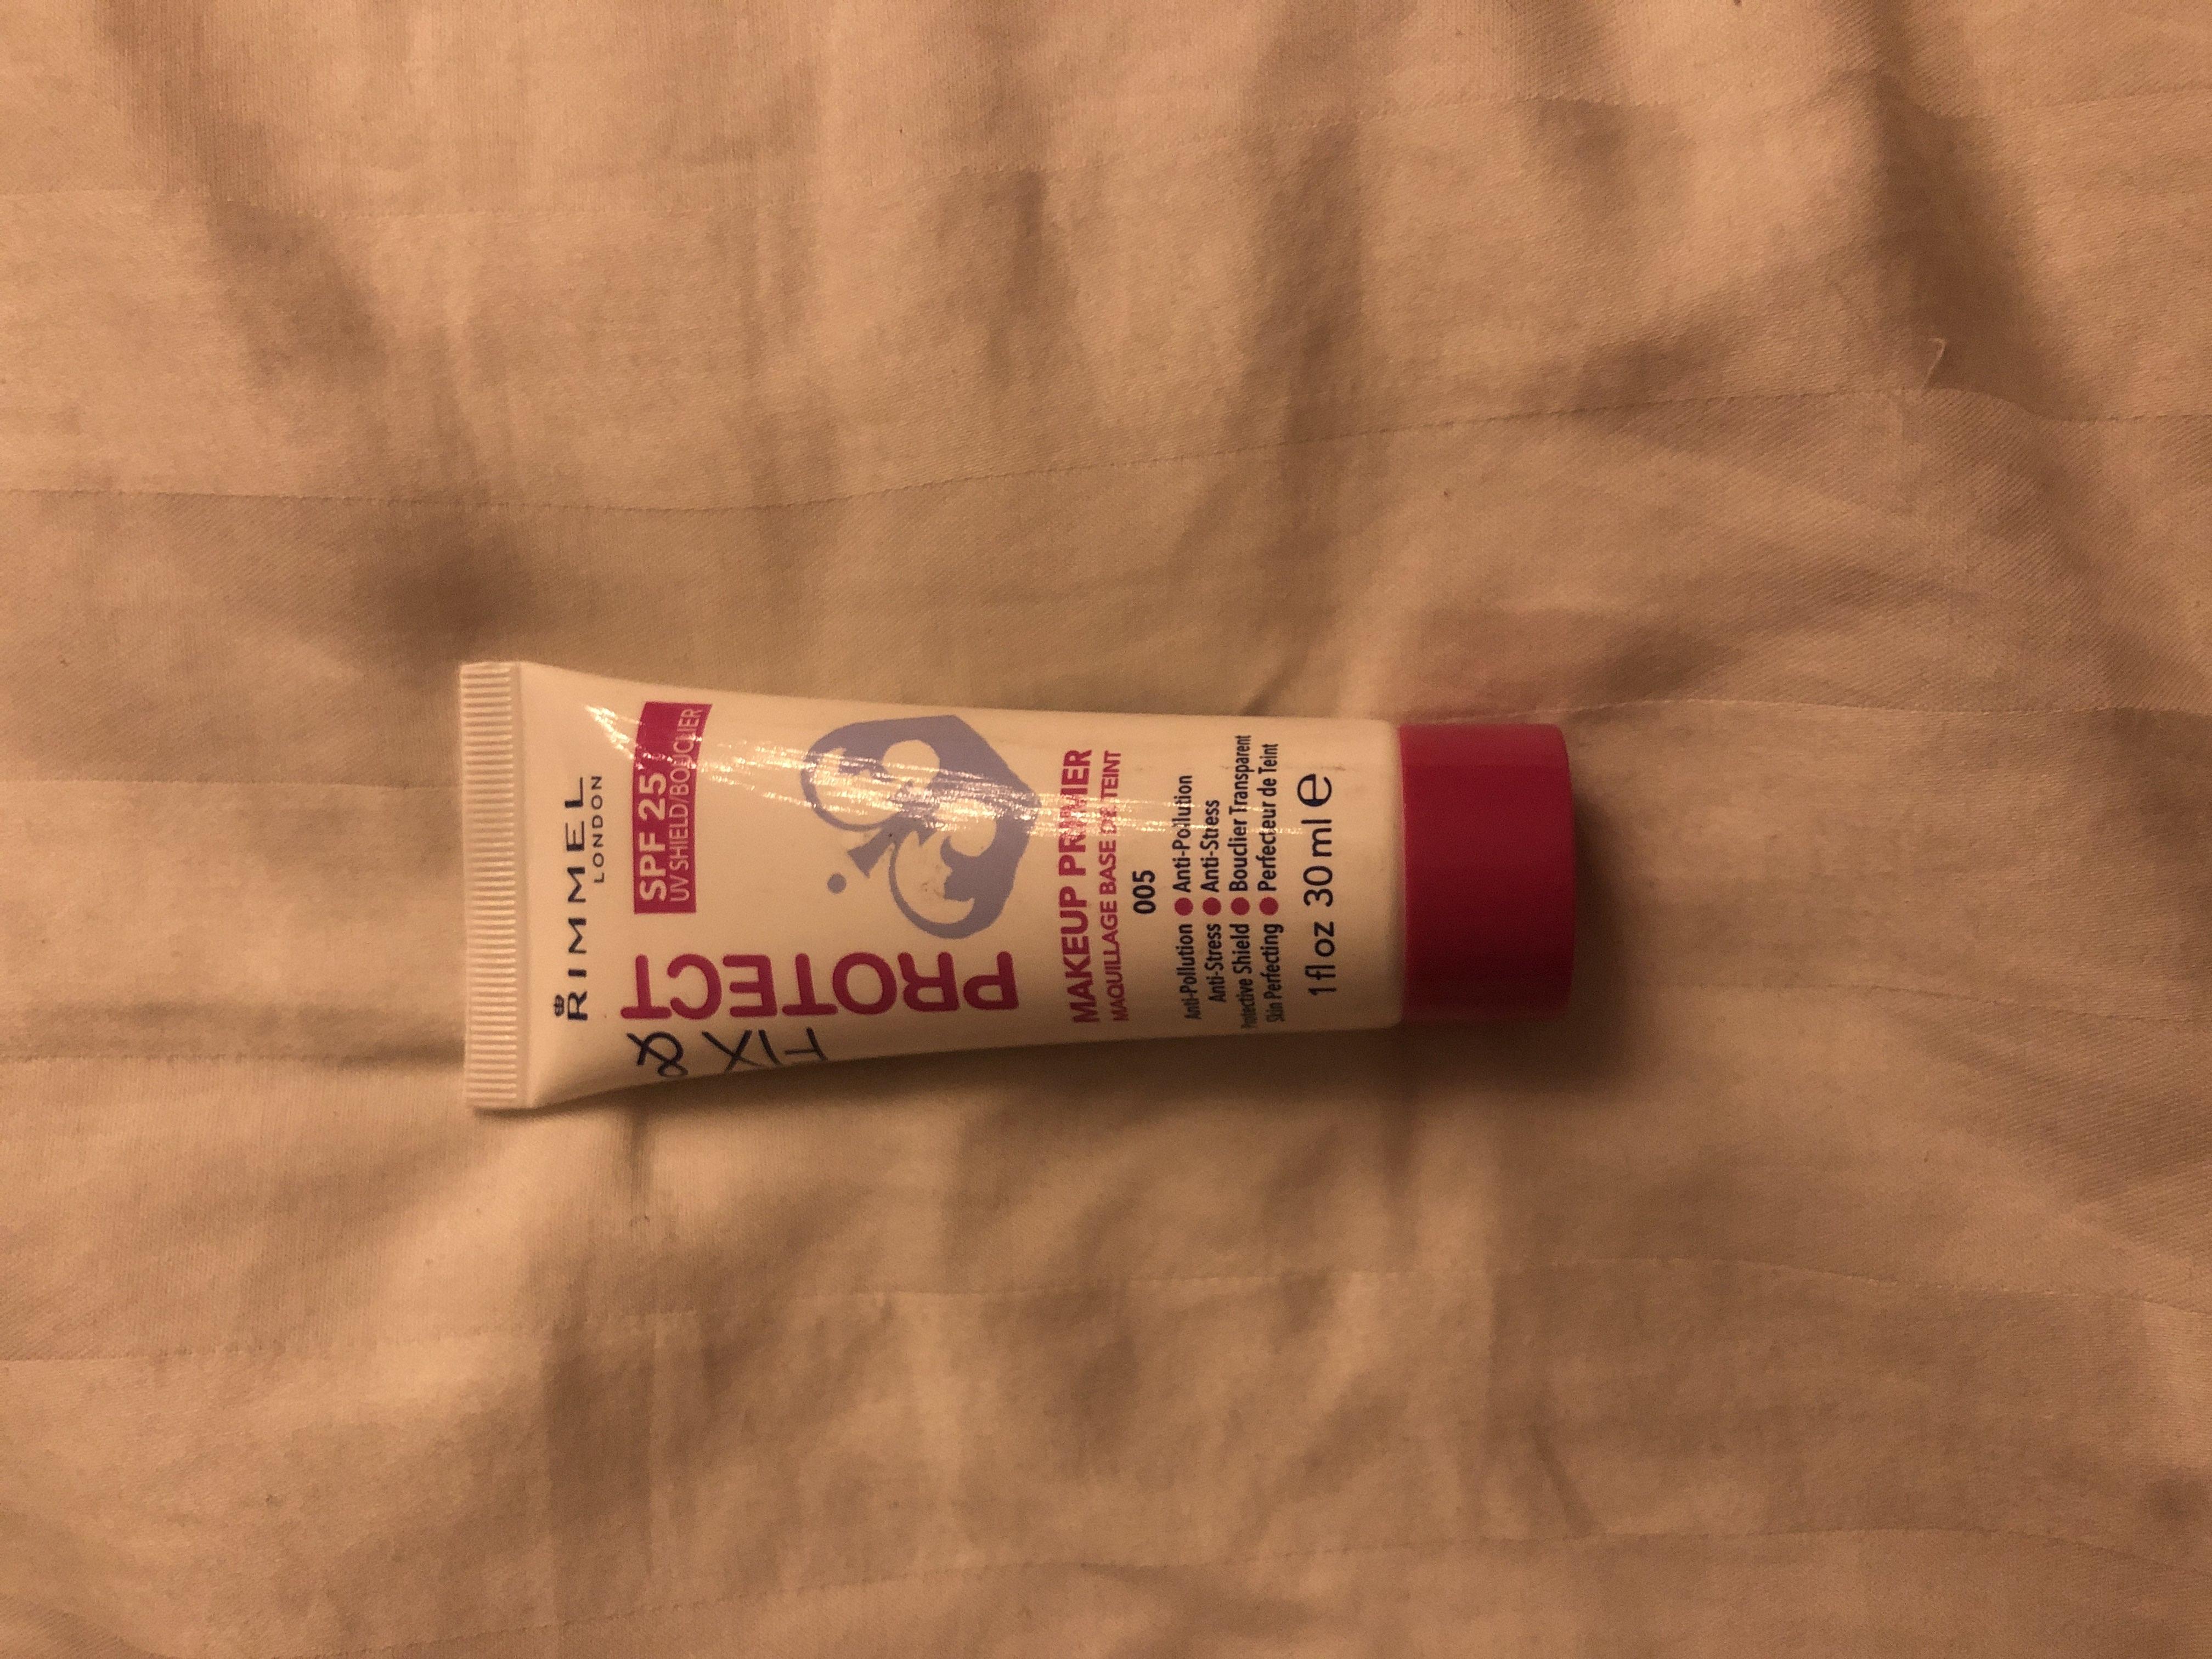 RIMMEL
LONDON
SPF 25
UV SHIELD/BOUCLIER
FIX &
PROTECT
MAKEUP PRIMER
MAQUILLAGE BASE DE TEINT
005
Anti-Pollution ● Anti-Pollution
Anti-Stress ● Anti-Stress
Protective Shield ● Bouclier Transparent
Skin Perfecting ● Perfecteur de Teint
1 fl oz 30 ml e